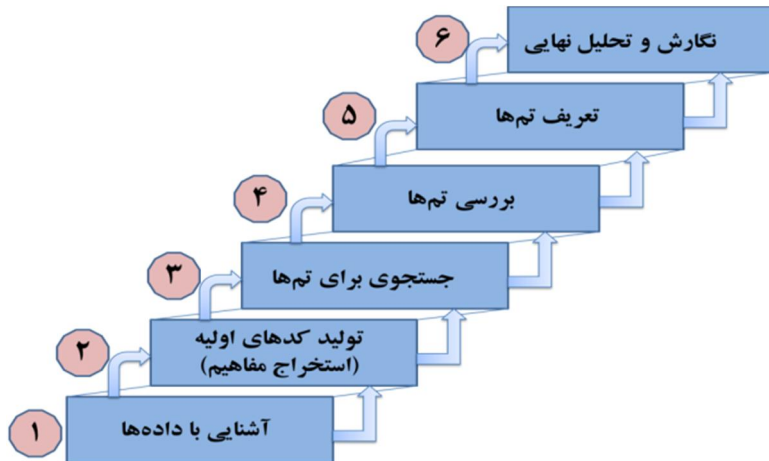 ۶
نگارش و تحلیل نهایی
۵
تعریف تم‌ها
۴
بررسی تم‌ها
۳
جستجوی برای تم‌ها
۲
تولید کدهای اولیه
(استخراج مفاهیم)
۱
آشنایی با داده‌ها